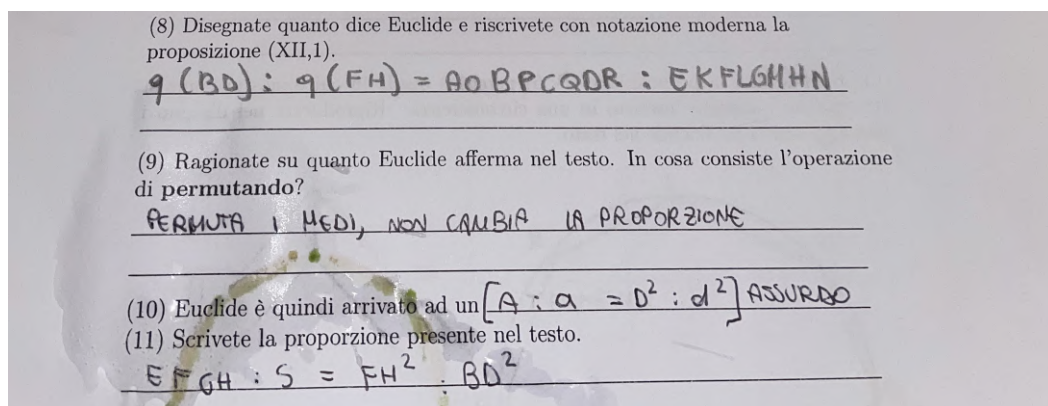 (8) Disegnate quanto dice Euclide e riscrivete con notazione moderna la
proposizione (XII,1).
q (BD) : q (FH) = AOBPCQDR : EKFLGMHN
(9) Ragionate su quanto Euclide afferma nel testo. In cosa consiste l'operazione
di permutando?
PERMUTA I MEDI, NON CAMBIA LA PROPORZIONE
(10) Euclide è quindi arrivato ad un [A : a = D² : d²] ASSURDO
(11) Scrivete la proporzione presente nel testo.
EFGH : S = FH² : BD²